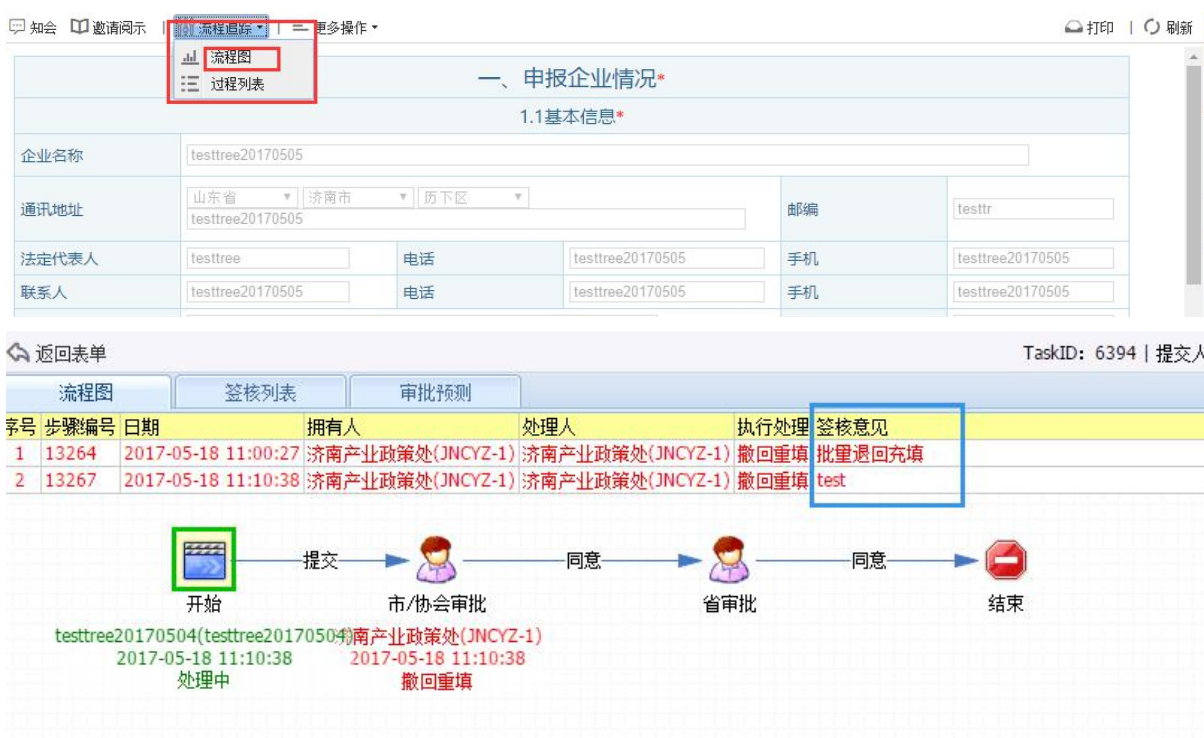 知会 邀请阅示 | 流程追踪 | 更多操作 打印 | 刷新
流程图
过程列表
一、申报企业情况*
1.1基本信息*
企业名称 testtree20170505
通讯地址 山东省 济南市 历下区 邮编 testtr
testtree20170505
法定代表人 testtree 电话 testtree20170505 手机 testtree20170505
联系人 testtree20170505 电话 testtree20170505 手机 testtree20170505
返回表单 TaskID: 6394 | 提交人
流程图 签核列表 审批预测
序号 步骤编号 日期 拥有人 处理人 执行处理 签核意见
1 13264 2017-05-18 11:00:27 济南产业政策处(JNCYZ-1) 济南产业政策处(JNCYZ-1) 撤回重填 批量退回充填
2 13267 2017-05-18 11:10:38 济南产业政策处(JNCYZ-1) 济南产业政策处(JNCYZ-1) 撤回重填 test
提交 同意 同意
开始 市/协会审批 省审批 结束
testtree20170504(testtree20170504) 南产业政策处(JNCYZ-1)
2017-05-18 11:10:38 2017-05-18 11:10:38
处理中 撤回重填